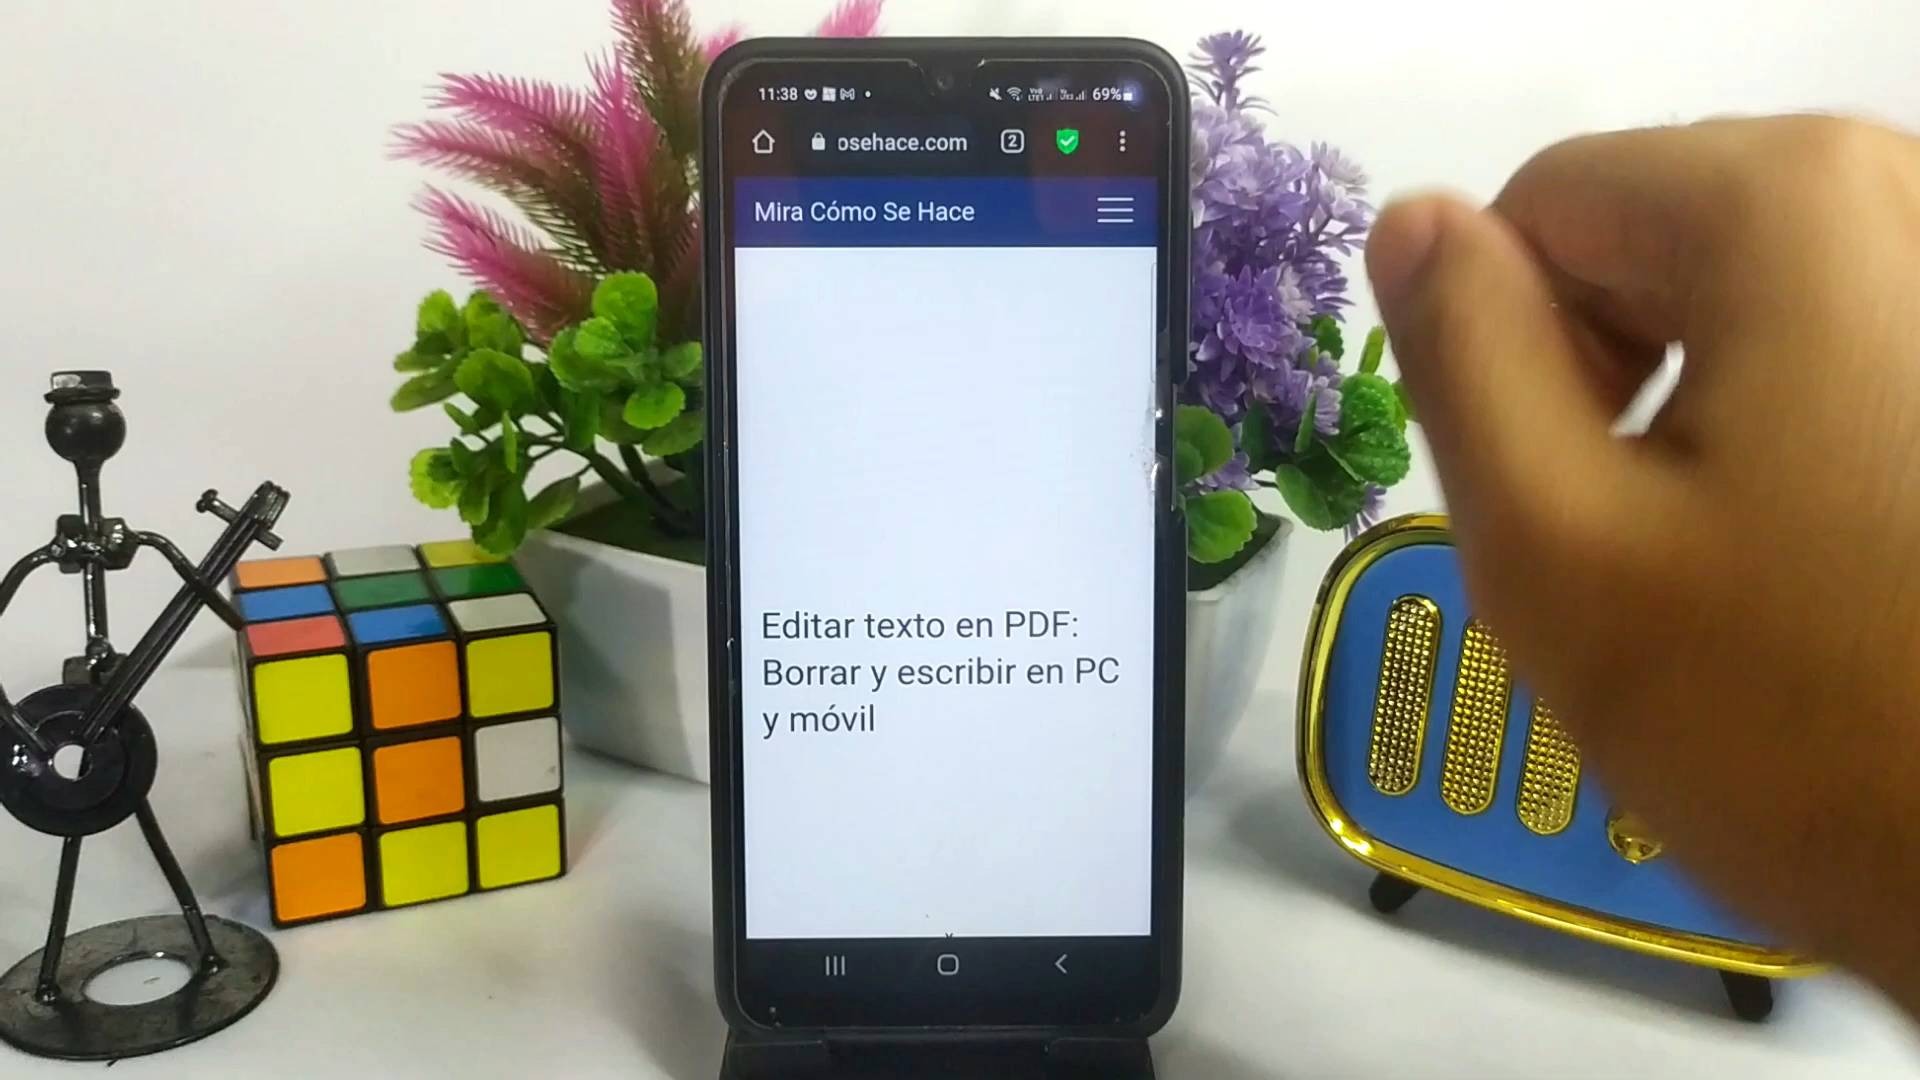 11:38
69%
osehace.com
2
Mira Cómo Se Hace
Editar texto en PDF:
Borrar y escribir en PC
y móvil